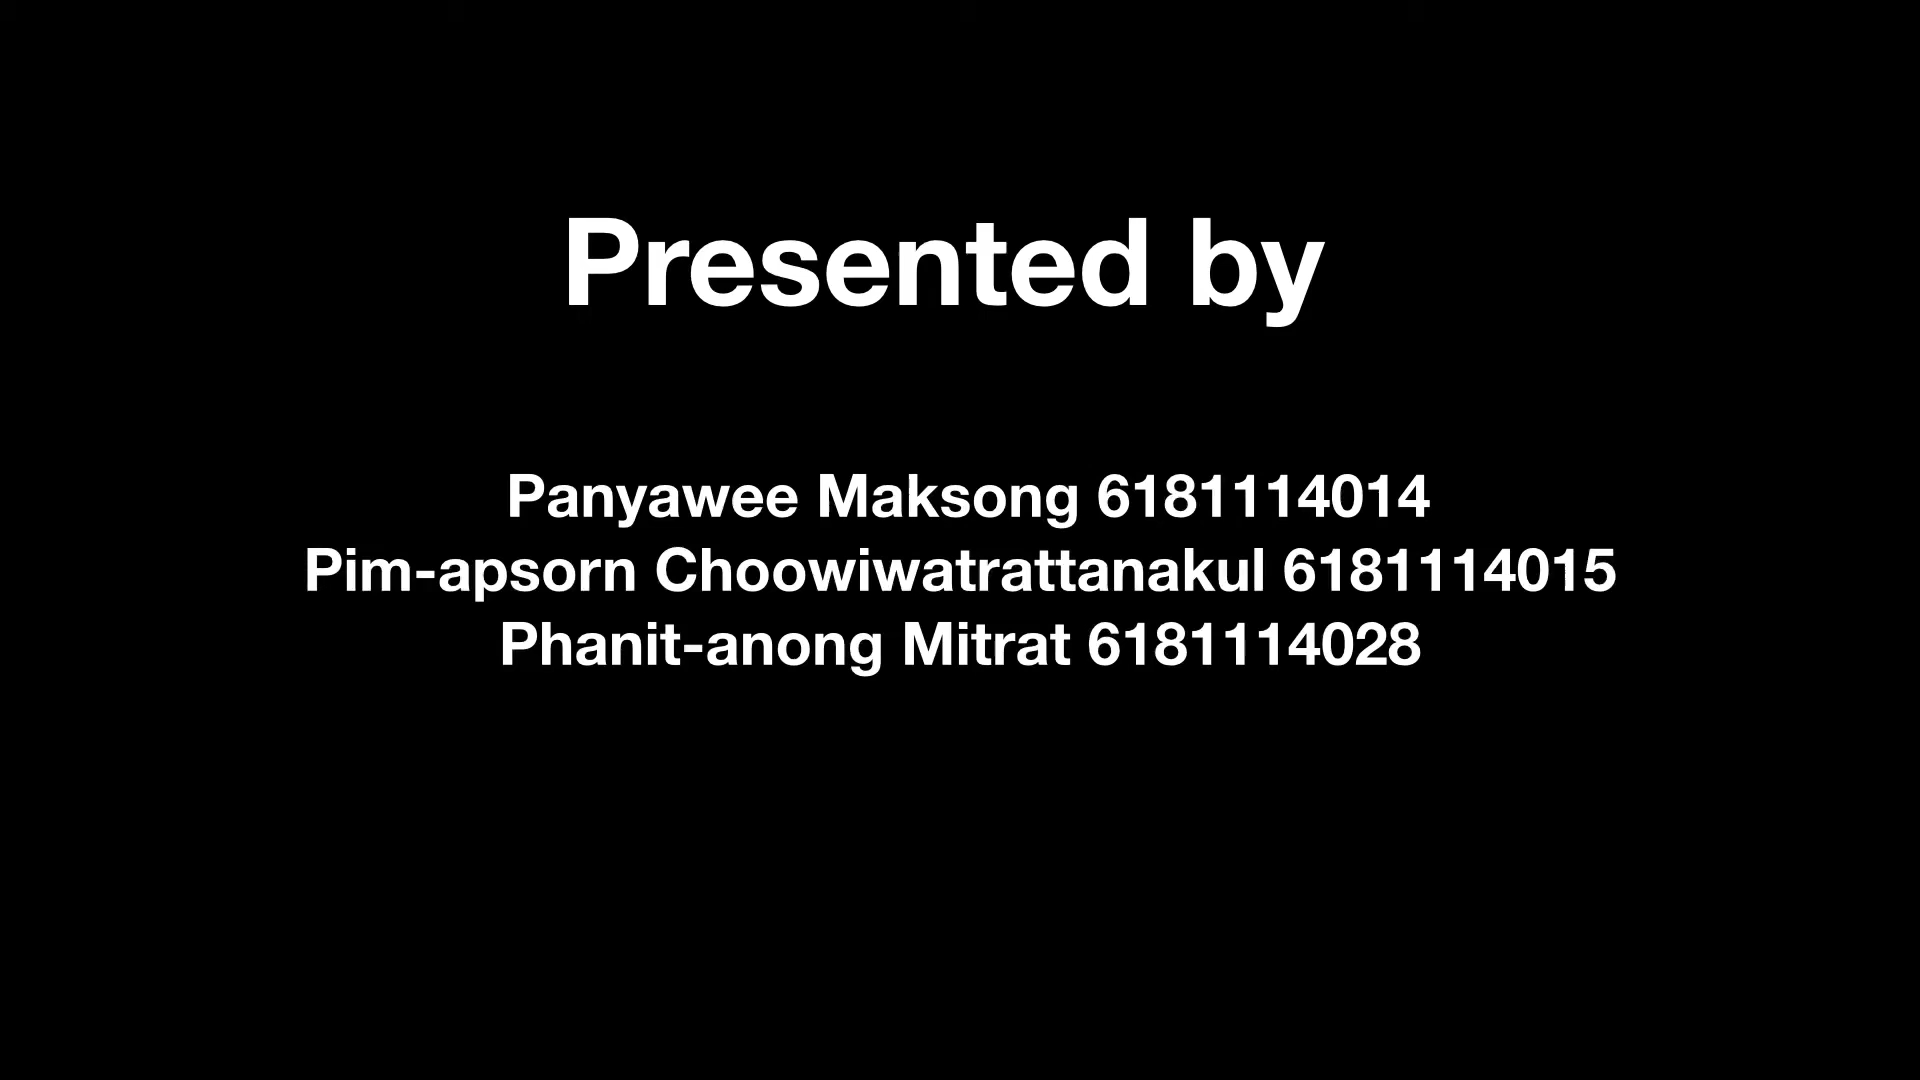 Presented by
Panyawee Maksong 6181114014
Pim-apsorn Choowiwatrattanakul 6181114015
Phanit-anong Mitrat 6181114028